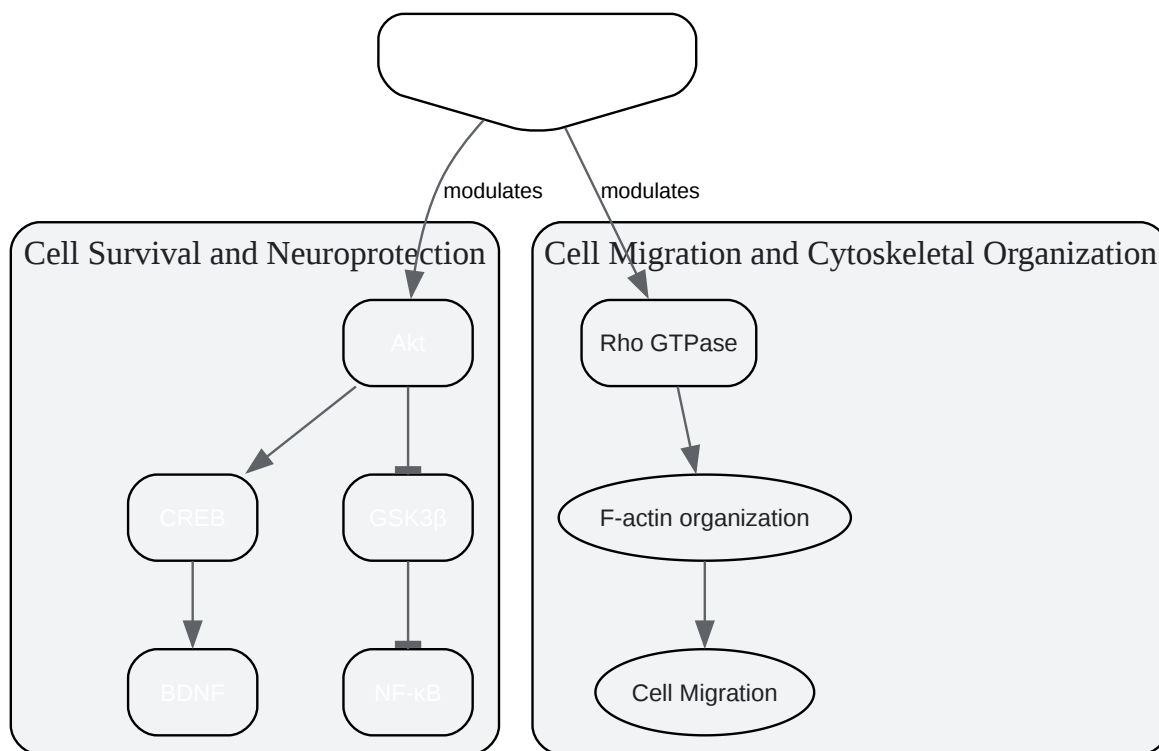 modulates
modulates
Cell Survival and Neuroprotection
Cell Migration and Cytoskeletal Organization
Akt
Rho GTPase
CREB
GSK3β
F-actin organization
BDNF
NF-κB
Cell Migration